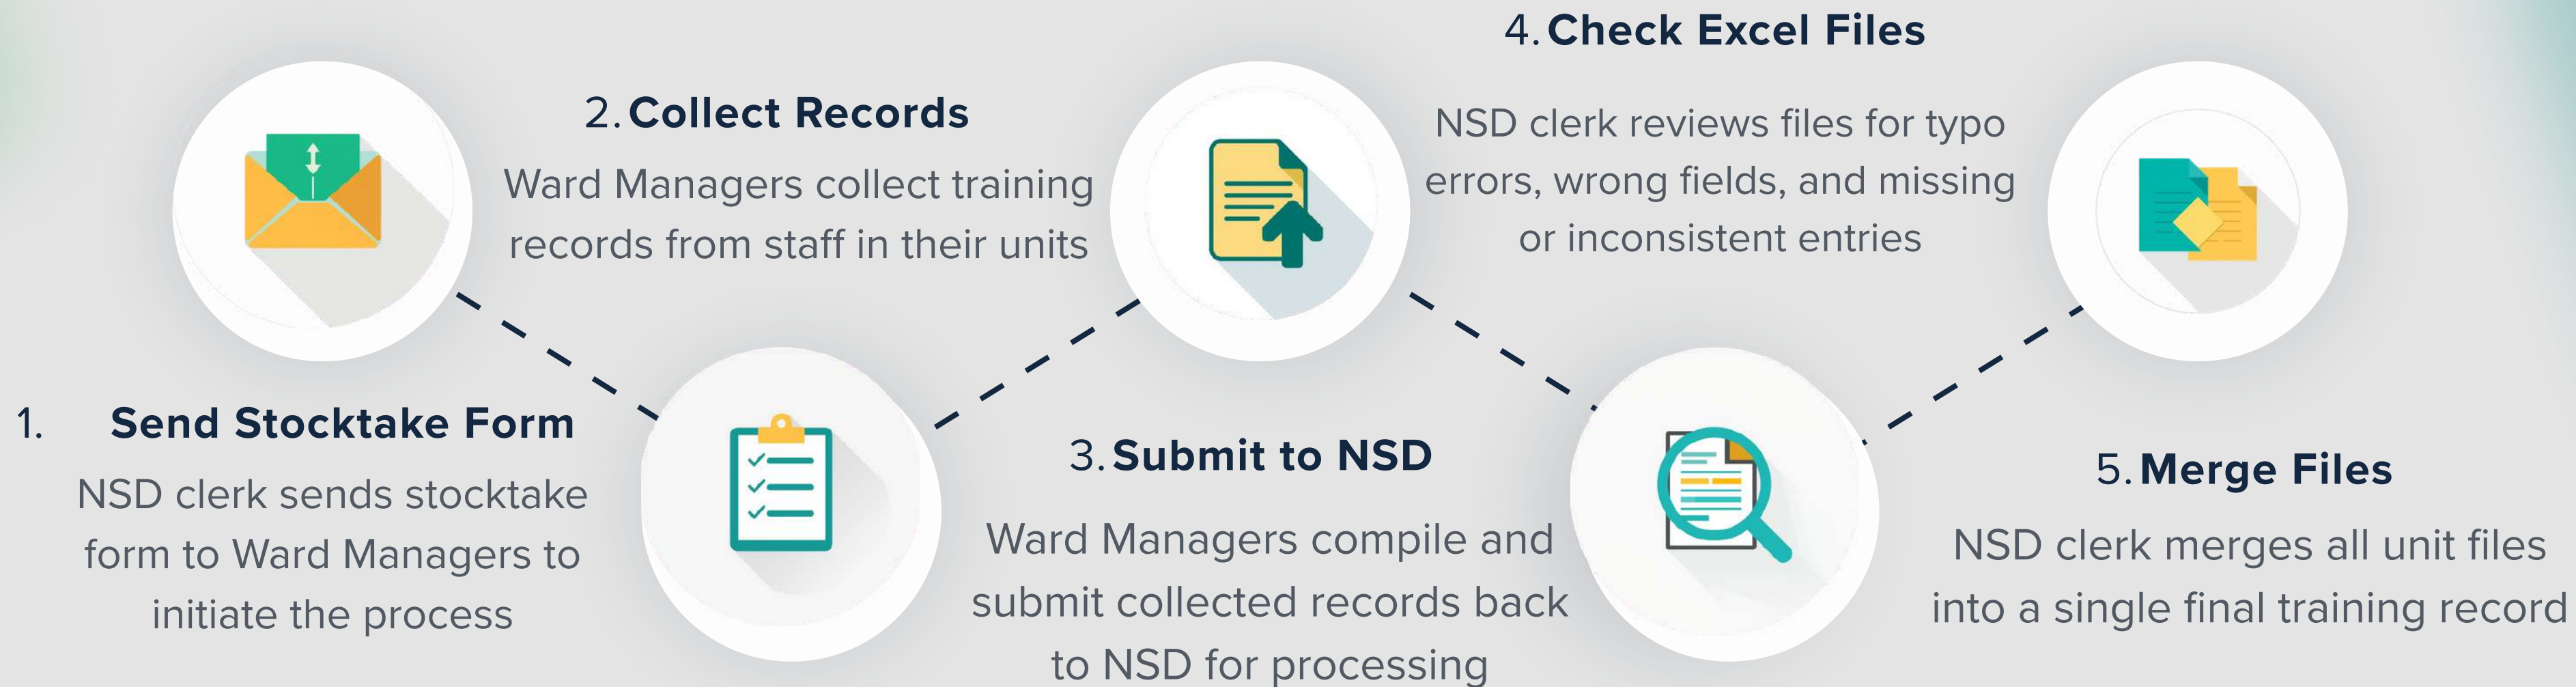 1. Send Stocktake Form
NSD clerk sends stocktake
form to Ward Managers to
initiate the process
2. Collect Records
Ward Managers collect training
records from staff in their units
3. Submit to NSD
Ward Managers compile and
submit collected records back
to NSD for processing
4. Check Excel Files
NSD clerk reviews files for typo
errors, wrong fields, and missing
or inconsistent entries
5. Merge Files
NSD clerk merges all unit files
into a single final training record